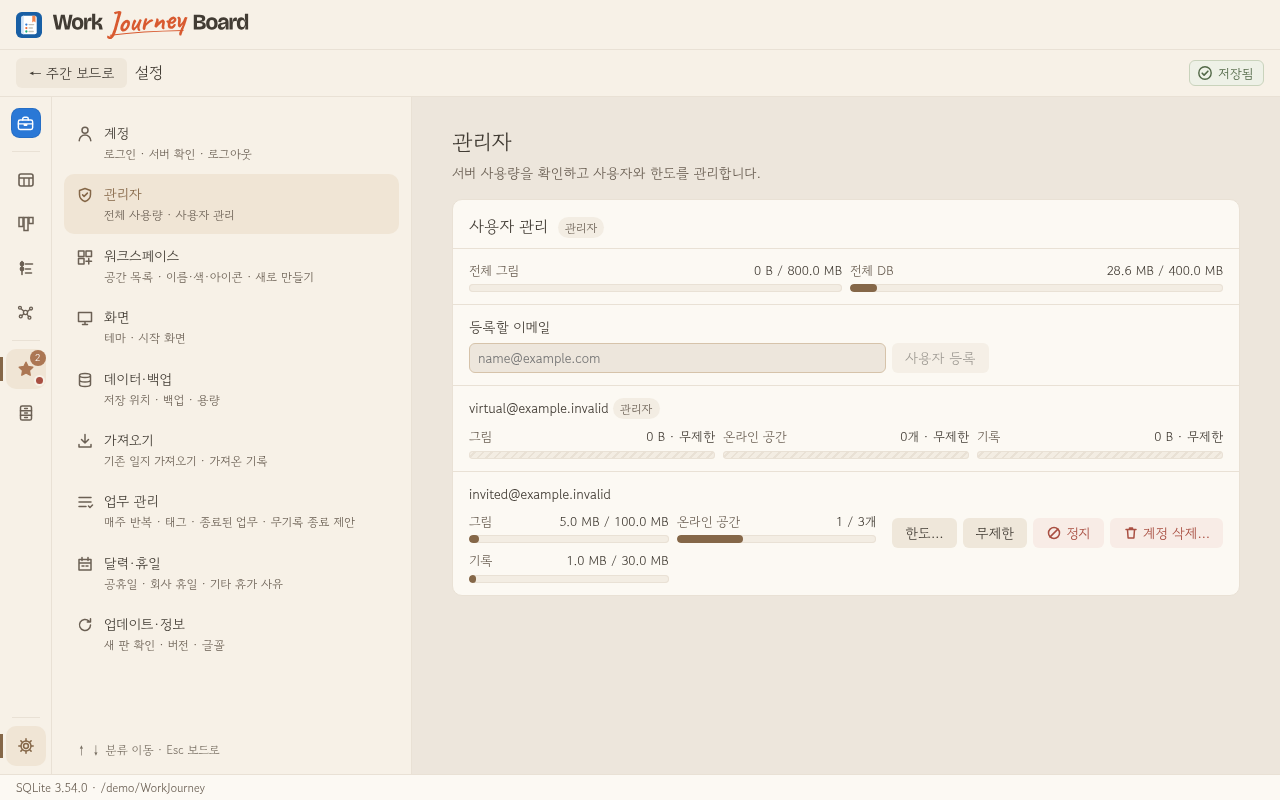 Work Journey Board
← 주간 보드로 설정 저장됨
계정
로그인 · 서버 확인 · 로그아웃
관리자
전체 사용량 · 사용자 관리
워크스페이스
공간 목록 · 이름·색·아이콘 · 새로 만들기
화면
테마 · 시작 화면
데이터·백업
저장 위치 · 백업 · 용량
가져오기
기존 일지 가져오기 · 가져온 기록
업무 관리
매주 반복 · 태그 · 종료된 업무 · 무기록 종료 제안
달력·휴일
공휴일 · 회사 휴일 · 기타 휴가 사유
업데이트·정보
새 판 확인 · 버전 · 글꼴
↑ ↓ 분류 이동 · Esc 보드로
2
관리자
서버 사용량을 확인하고 사용자와 한도를 관리합니다.
사용자 관리 관리자
전체 그림 0 B / 800.0 MB 전체 DB 28.6 MB / 400.0 MB
등록할 이메일
name@example.com 사용자 등록
virtual@example.invalid 관리자
그림 0 B · 무제한 온라인 공간 0개 · 무제한 기록 0 B · 무제한
invited@example.invalid
그림 5.0 MB / 100.0 MB 온라인 공간 1 / 3개
한도... 무제한 정지 계정 삭제...
기록 1.0 MB / 30.0 MB
SQLite 3.54.0 · /demo/WorkJourney